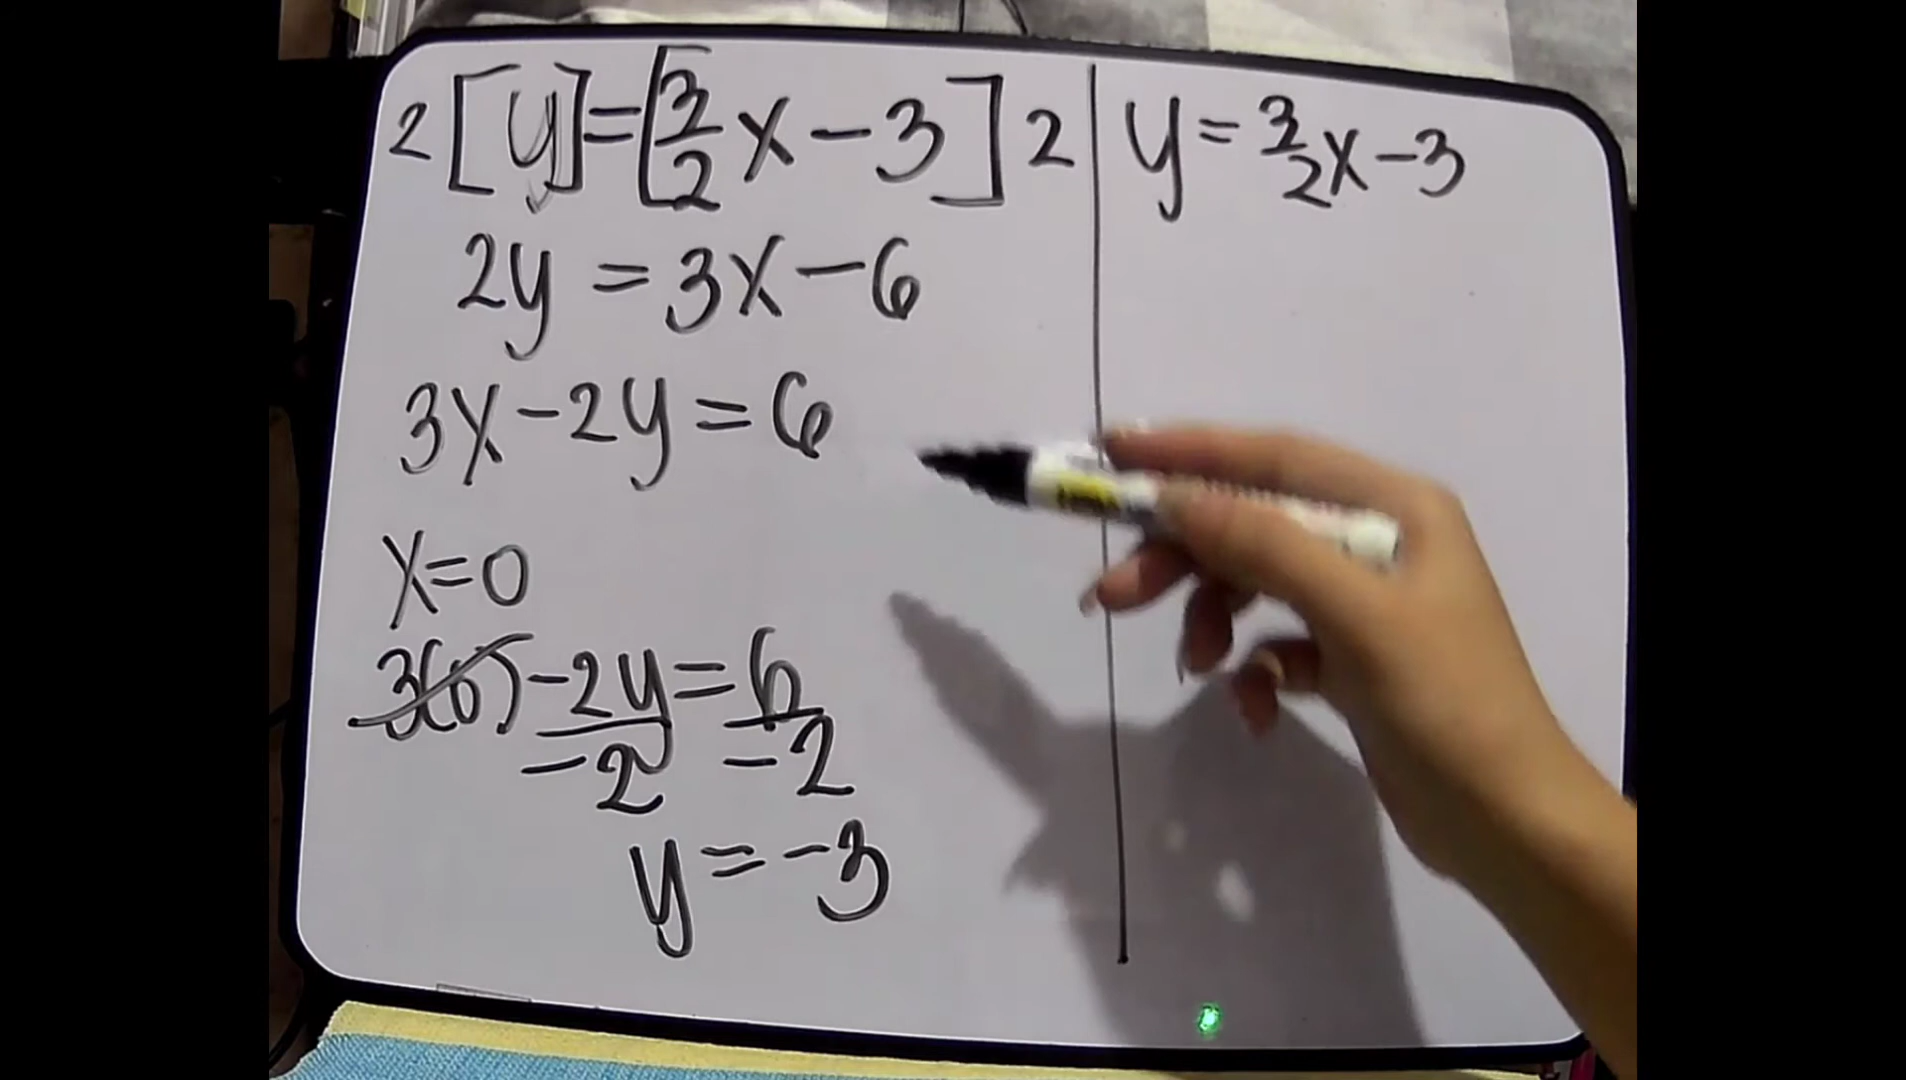 2[y]=[3/2x-3]2
2y=3x-6
3x-2y=6
x=0
3(0)-2y=6
-2 -2
y=-3
y=3/2x-3